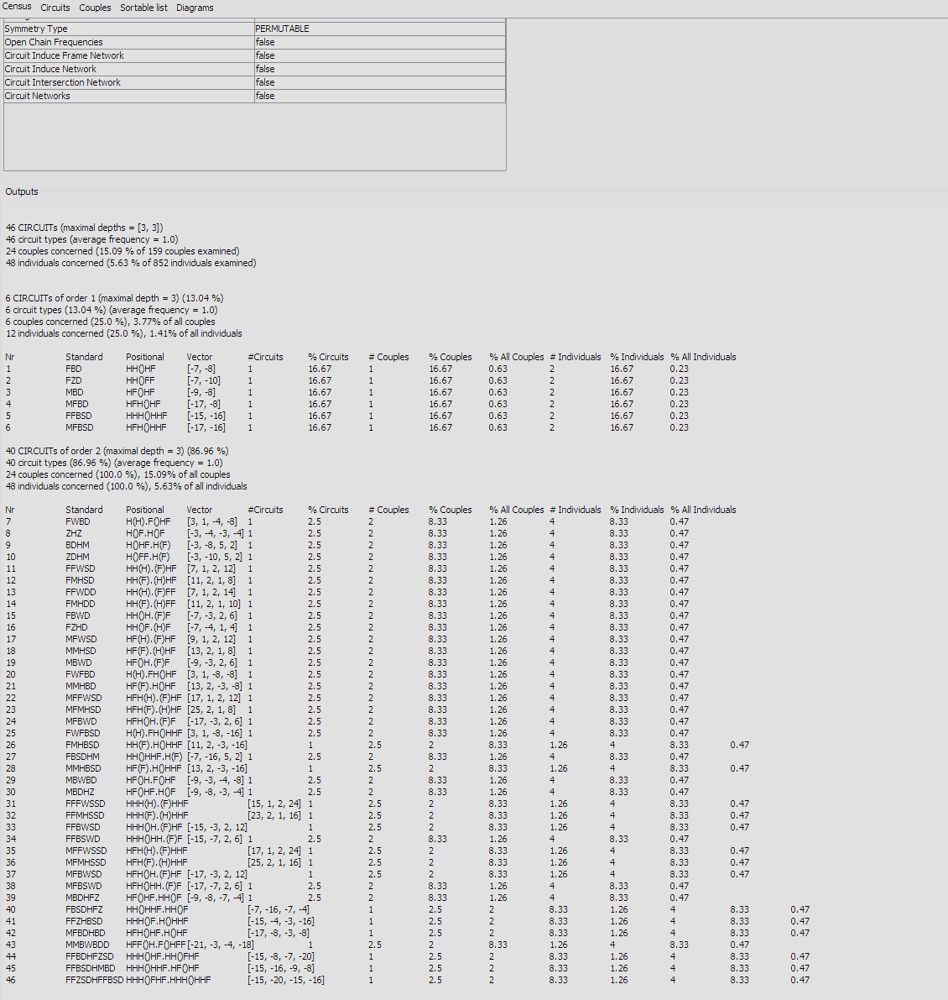 Census Circuits Couples Sortable list Diagrams
Symmetry Type PERMUTABLE
Open Chain Frequencies false
Circuit Induce Frame Network false
Circuit Induce Network false
Circuit Interserction Network false
Circuit Networks false
Outputs
46 CIRCUITs (maximal depths = [3, 3])
46 circuit types (average frequency = 1.0)
24 couples concerned (15.09 % of 159 couples examined)
48 individuals concerned (5.63 % of 852 individuals examined)
6 CIRCUITs of order 1 (maximal depth = 3) (13.04 %)
6 circuit types (13.04 %) (average frequency = 1.0)
6 couples concerned (25.0 %), 3.77% of all couples
12 individuals concerned (25.0 %), 1.41% of all individuals
Nr Standard Positional Vector #Circuits % Circuits # Couples % Couples % All Couples # Individuals % Individuals % All Individuals
1 FBD HH()HF [-7, -8] 1 16.67 1 16.67 0.63 2 16.67 0.23
2 FZD HH()FF [-7, -10] 1 16.67 1 16.67 0.63 2 16.67 0.23
3 MBD HF()HF [-9, -8] 1 16.67 1 16.67 0.63 2 16.67 0.23
4 MFBD HFH()HF [-17, -8] 1 16.67 1 16.67 0.63 2 16.67 0.23
5 FFBSD HHH()HHF [-15, -16] 1 16.67 1 16.67 0.63 2 16.67 0.23
6 MFBSD HFH()HHF [-17, -16] 1 16.67 1 16.67 0.63 2 16.67 0.23
40 CIRCUITs of order 2 (maximal depth = 3) (86.96 %)
40 circuit types (86.96 %) (average frequency = 1.0)
24 couples concerned (100.0 %), 15.09% of all couples
48 individuals concerned (100.0 %), 5.63% of all individuals
Nr Standard Positional Vector #Circuits % Circuits # Couples % Couples % All Couples # Individuals % Individuals % All Individuals
7 FWBD H(H).F()HF [3, 1, -4, -8] 1 2.5 2 8.33 1.26 4 8.33 0.47
8 ZHZ H()F.H()F [-3, -4, -3, -4] 1 2.5 2 8.33 1.26 4 8.33 0.47
9 BDHM H()HF.H(F) [-3, -8, 5, 2] 1 2.5 2 8.33 1.26 4 8.33 0.47
10 ZDHM H()FF.H(F) [-3, -10, 5, 2] 1 2.5 2 8.33 1.26 4 8.33 0.47
11 FFWSD HH(H).(F)HF [7, 1, 2, 12] 1 2.5 2 8.33 1.26 4 8.33 0.47
12 FMHSD HH(F).(H)HF [11, 2, 1, 8] 1 2.5 2 8.33 1.26 4 8.33 0.47
13 FFWDD HH(H).(F)FF [7, 1, 2, 14] 1 2.5 2 8.33 1.26 4 8.33 0.47
14 FMHDD HH(F).(H)FF [11, 2, 1, 10] 1 2.5 2 8.33 1.26 4 8.33 0.47
15 FBWD HH()H.(F)F [-7, -3, 2, 6] 1 2.5 2 8.33 1.26 4 8.33 0.47
16 FZHD HH()F.(H)F [-7, -4, 1, 4] 1 2.5 2 8.33 1.26 4 8.33 0.47
17 MFWSD HF(H).(F)HF [9, 1, 2, 12] 1 2.5 2 8.33 1.26 4 8.33 0.47
18 MMHSD HF(F).(H)HF [13, 2, 1, 8] 1 2.5 2 8.33 1.26 4 8.33 0.47
19 MBWD HF()H.(F)F [-9, -3, 2, 6] 1 2.5 2 8.33 1.26 4 8.33 0.47
20 FWFBD H(H).FH()HF [3, 1, -8, -8] 1 2.5 2 8.33 1.26 4 8.33 0.47
21 MMHBD HF(F).H()HF [13, 2, -3, -8] 1 2.5 2 8.33 1.26 4 8.33 0.47
22 MFFWSD HFH(H).(F)HF [17, 1, 2, 12] 1 2.5 2 8.33 1.26 4 8.33 0.47
23 MFMHSD HFH(F).(H)HF [25, 2, 1, 8] 1 2.5 2 8.33 1.26 4 8.33 0.47
24 MFBWD HFH()H.(F)F [-17, -3, 2, 6] 1 2.5 2 8.33 1.26 4 8.33 0.47
25 FWFBSD H(H).FH()HHF [3, 1, -8, -16] 1 2.5 2 8.33 1.26 4 8.33 0.47
26 FMHBSD HH(F).H()HHF [11, 2, -3, -16] 1 2.5 2 8.33 1.26 4 8.33 0.47
27 FBSDHM HH()HHF.H(F) [-7, -16, 5, 2] 1 2.5 2 8.33 1.26 4 8.33 0.47
28 MMHBSD HF(F).H()HHF [13, 2, -3, -16] 1 2.5 2 8.33 1.26 4 8.33 0.47
29 MBWBD HF()H.F()HF [-9, -3, -4, -8] 1 2.5 2 8.33 1.26 4 8.33 0.47
30 MBDHZ HF()HF.H()F [-9, -8, -3, -4] 1 2.5 2 8.33 1.26 4 8.33 0.47
31 FFFWSSD HHH(H).(F)HHF [15, 1, 2, 24] 1 2.5 2 8.33 1.26 4 8.33 0.47
32 FFMHSSD HHH(F).(H)HHF [23, 2, 1, 16] 1 2.5 2 8.33 1.26 4 8.33 0.47
33 FFBWSD HHH()H.(F)HF [-15, -3, 2, 12] 1 2.5 2 8.33 1.26 4 8.33 0.47
34 FFBSWD HHH()HH.(F)F [-15, -7, 2, 6] 1 2.5 2 8.33 1.26 4 8.33 0.47
35 MFFWSSD HFH(H).(F)HHF [17, 1, 2, 24] 1 2.5 2 8.33 1.26 4 8.33 0.47
36 MFMHSSD HFH(F).(H)HHF [25, 2, 1, 16] 1 2.5 2 8.33 1.26 4 8.33 0.47
37 MFBWSD HFH()H.(F)HF [-17, -3, 2, 12] 1 2.5 2 8.33 1.26 4 8.33 0.47
38 MFBSWD HFH()HH.(F)F [-17, -7, 2, 6] 1 2.5 2 8.33 1.26 4 8.33 0.47
39 MBDHFZ HF()HF.HH()F [-9, -8, -7, -4] 1 2.5 2 8.33 1.26 4 8.33 0.47
40 FBSDHFZ HH()HHF.HH()F [-7, -16, -7, -4] 1 2.5 2 8.33 1.26 4 8.33 0.47
41 FFZHBSD HHH()F.H()HHF [-15, -4, -3, -16] 1 2.5 2 8.33 1.26 4 8.33 0.47
42 MFBDHBD HFH()HF.H()HF [-17, -8, -3, -8] 1 2.5 2 8.33 1.26 4 8.33 0.47
43 MMBWBDD HFF()H.F()HFF [-21, -3, -4, -18] 1 2.5 2 8.33 1.26 4 8.33 0.47
44 FFBDHFZSD HHH()HF.HH()FHF [-15, -8, -7, -20] 1 2.5 2 8.33 1.26 4 8.33 0.47
45 FFBSDHMBD HHH()HHF.HF()HF [-15, -16, -9, -8] 1 2.5 2 8.33 1.26 4 8.33 0.47
46 FFZSDHFFBSD HHH()FHF.HHH()HHF [-15, -20, -15, -16] 1 2.5 2 8.33 1.26 4 8.33 0.47